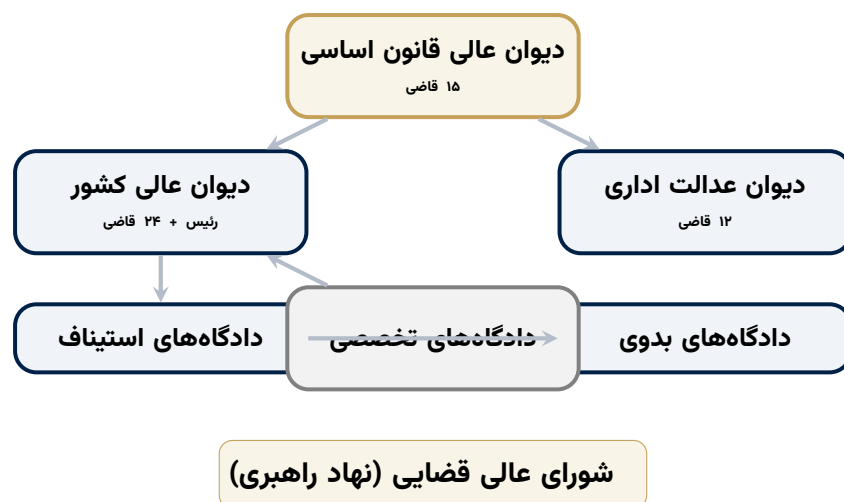 دیوان عالی قانون اساسی
۱۵ قاضی
دیوان عدالت اداری
۱۲ قاضی
دیوان عالی کشور
رئیس + ۲۴ قاضی
دادگاه‌های بدوی
دادگاه‌های تخصصی
دادگاه‌های استیناف
شورای عالی قضایی (نهاد راهبری)